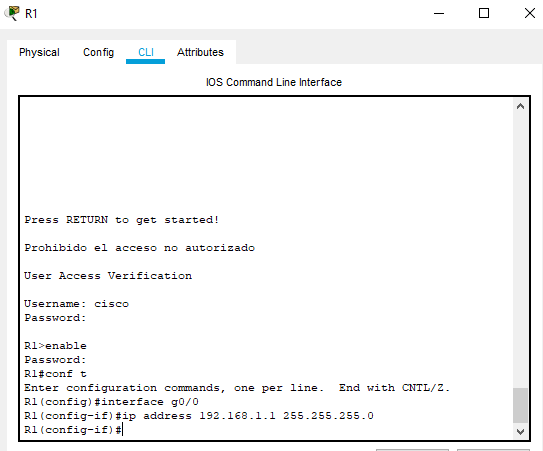 R1
Physical Config CLI Attributes
IOS Command Line Interface
Press RETURN to get started!
Prohibido el acceso no autorizado
User Access Verification
Username: cisco
Password:
R1>enable
Password:
R1#conf t
Enter configuration commands, one per line.  End with CNTL/Z.
R1(config)#interface g0/0
R1(config-if)#ip address 192.168.1.1 255.255.255.0
R1(config-if)#